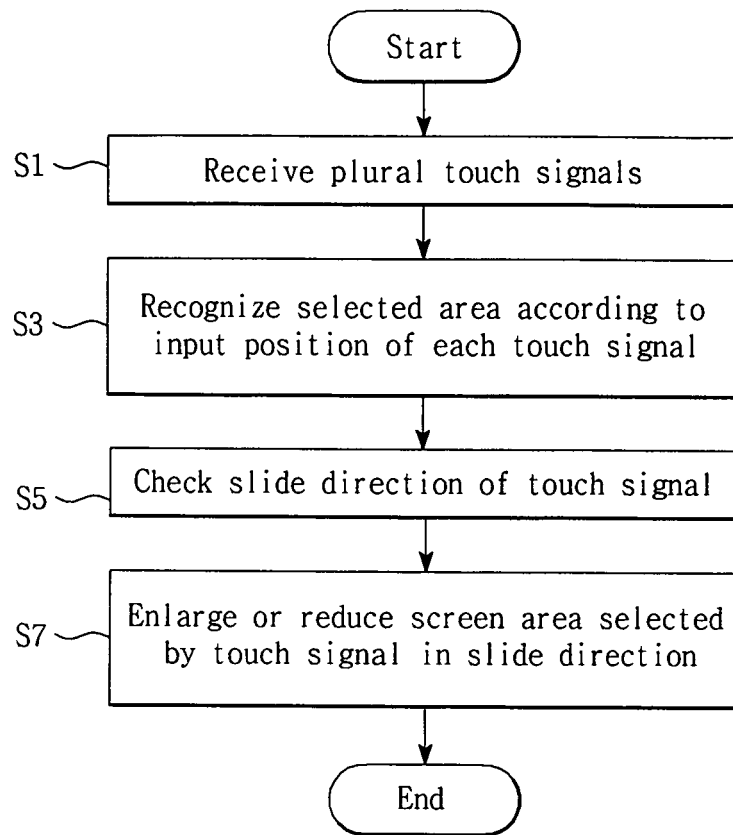 Start
S1
Receive plural touch signals
S3
Recognize selected area according to
input position of each touch signal
S5
Check slide direction of touch signal
S7
Enlarge or reduce screen area selected
by touch signal in slide direction
End